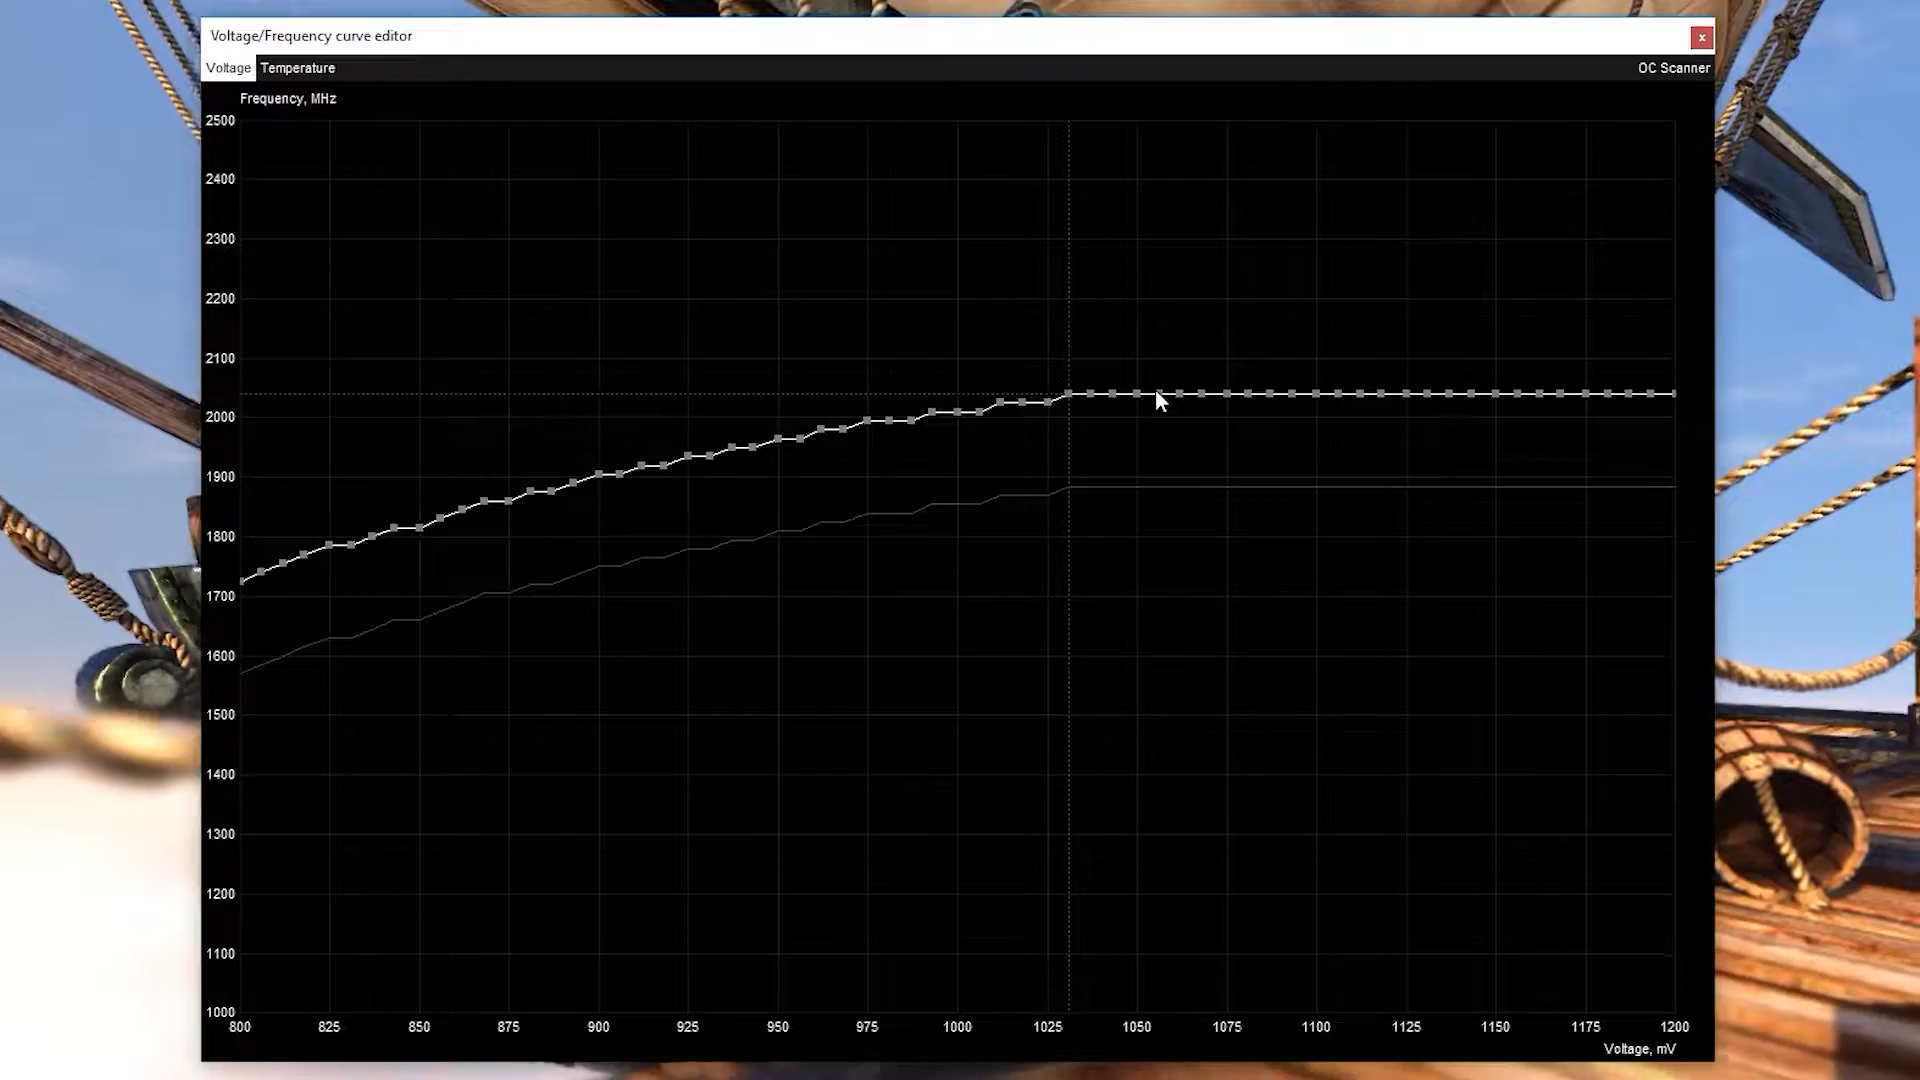 Voltage/Frequency curve editor
x
Voltage Temperature OC Scanner
Frequency, MHz
2500
2400
2300
2200
2100
2000
1900
1800
1700
1600
1500
1400
1300
1200
1100
1000
800 825 850 875 900 925 950 975 1000 1025 1050 1075 1100 1125 1150 1175 1200
Voltage, mV